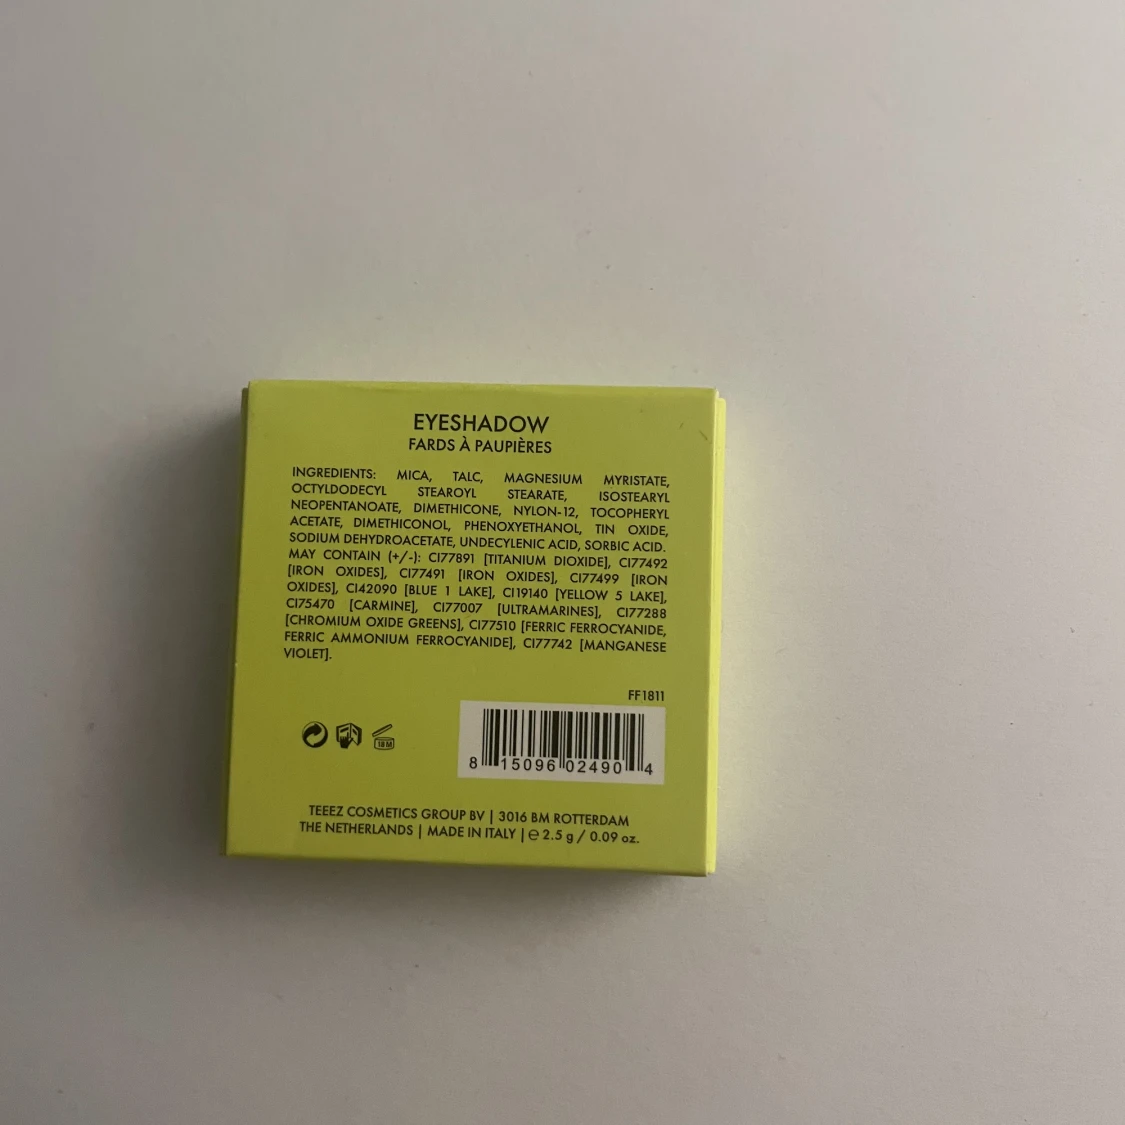 EYESHADOW
FARDS À PAUPIÈRES
INGREDIENTS: MICA, TALC, MAGNESIUM MYRISTATE,
OCTYLDODECYL STEAROYL STEARATE, ISOSTEARYL
NEOPENTANOATE, DIMETHICONE, NYLON-12, TOCOPHERYL
ACETATE, DIMETHICONOL, PHENOXYETHANOL, TIN OXIDE,
SODIUM DEHYDROACETATE, UNDECYLENIC ACID, SORBIC ACID.
MAY CONTAIN (+/-): CI77891 [TITANIUM DIOXIDE], CI77492
[IRON OXIDES], CI77491 [IRON OXIDES], CI77499 [IRON
OXIDES], CI42090 [BLUE 1 LAKE], CI19140 [YELLOW 5 LAKE],
CI75470 [CARMINE], CI77007 [ULTRAMARINES], CI77288
[CHROMIUM OXIDE GREENS], CI77510 [FERRIC FERROCYANIDE,
FERRIC AMMONIUM FERROCYANIDE], CI77742 [MANGANESE
VIOLET].
FF1811
18 M
8 15096 02490 4
TEEEZ COSMETICS GROUP BV | 3016 BM ROTTERDAM
THE NETHERLANDS | MADE IN ITALY | ℮ 2.5 g / 0.09 oz.